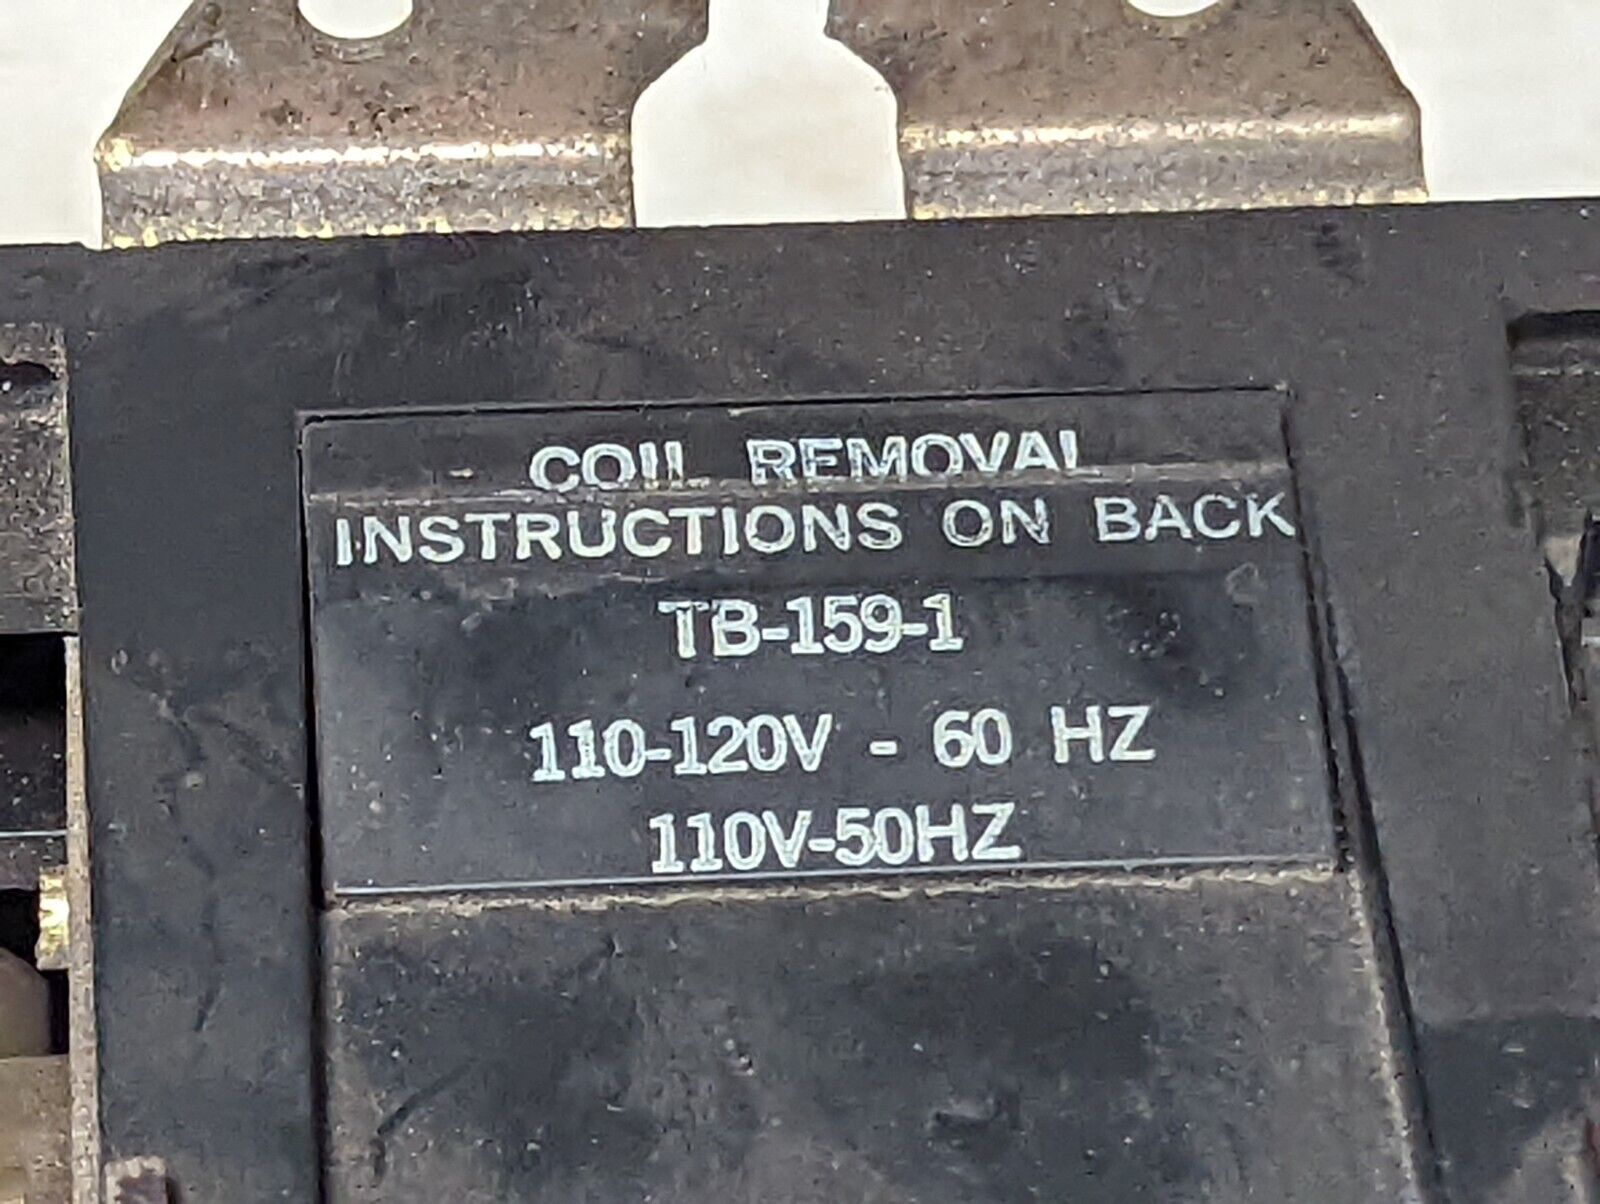 COIL REMOVAL
INSTRUCTIONS ON BACK
TB-159-1
110-120V - 60 HZ
110V-50HZ